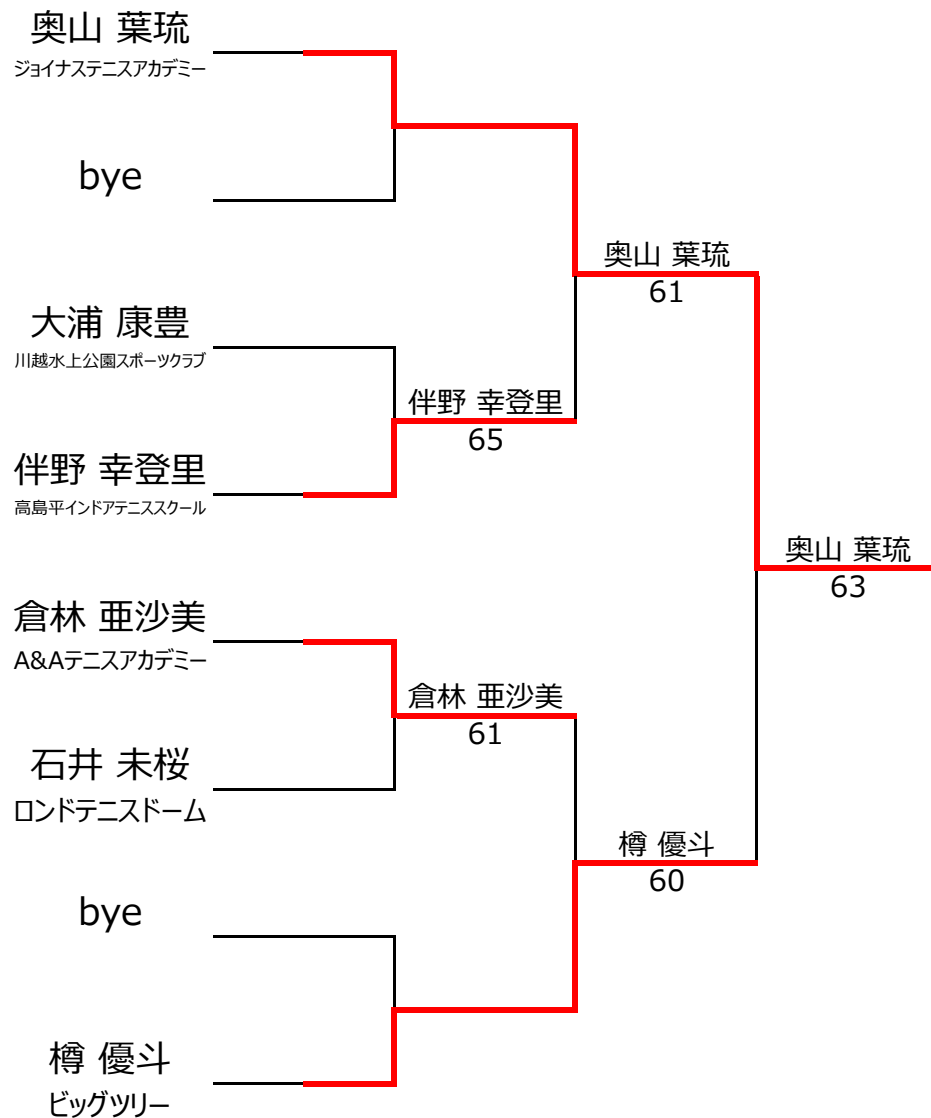 奥山 葉琉
ジョイナステニスアカデミー
bye
大浦 康豊
川越水上公園スポーツクラブ
伴野 幸登里
高島平インドアテニススクール
倉林 亜沙美
A&Aテニスアカデミー
石井 未桜
ロンドテニスドーム
bye
樽 優斗
ビッグツリー
伴野 幸登里
65
倉林 亜沙美
61
奥山 葉琉
61
樽 優斗
60
奥山 葉琉
63